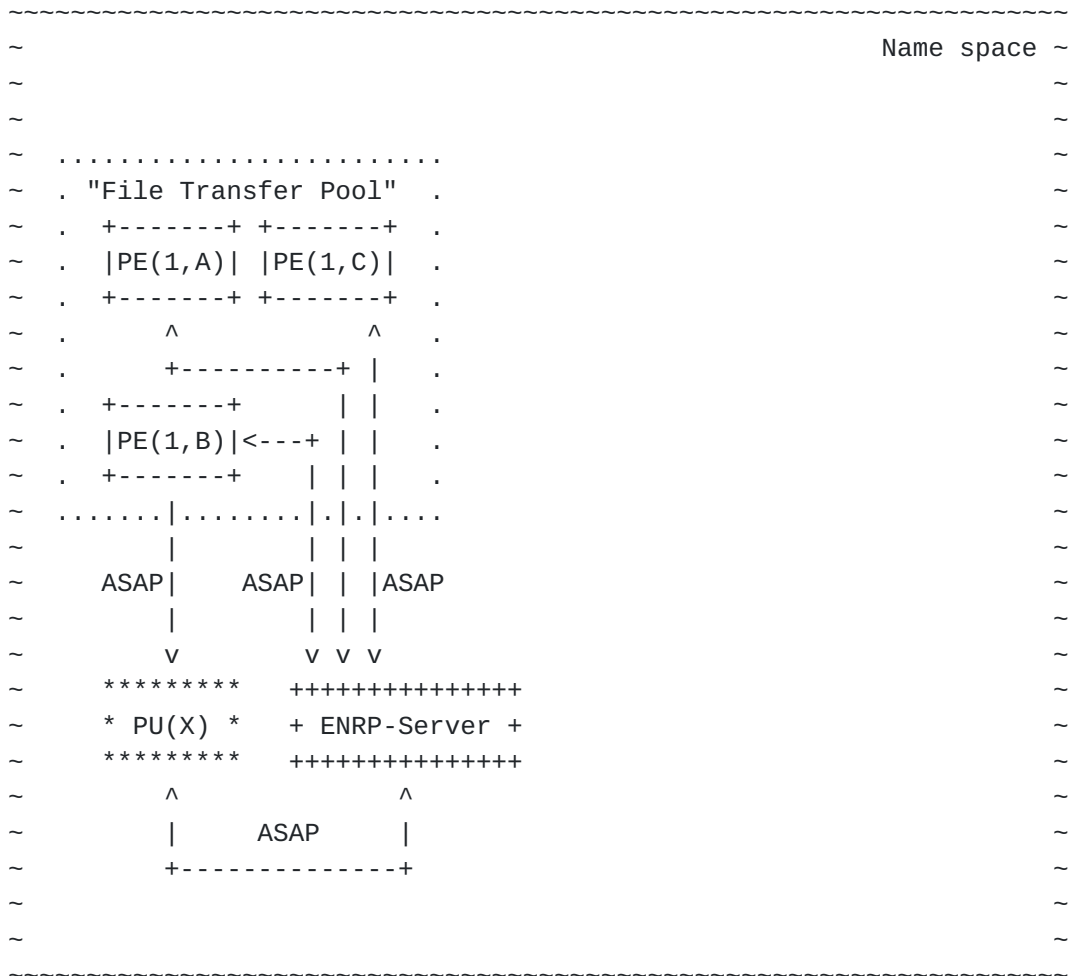 Name space
"File Transfer Pool"
PE(1,A) PE(1,C)
PE(1,B)
ASAP ASAP ASAP
PU(X) ENRP-Server
ASAP